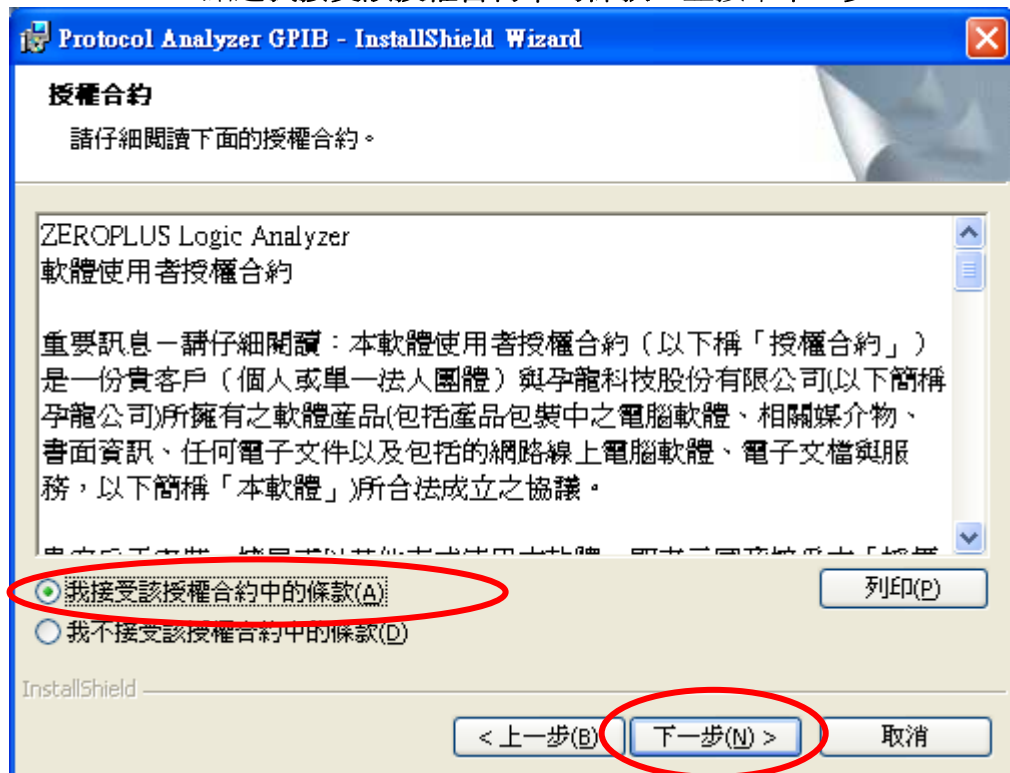 Protocol Analyzer GPIB - InstallShield Wizard
授權合約
請仔細閱讀下面的授權合約。
ZEROPLUS Logic Analyzer
軟體使用者授權合約
重要訊息－請仔細閱讀：本軟體使用者授權合約（以下稱「授權合約」）
是一份貴客戶（個人或單一法人團體）與孕龍科技股份有限公司(以下簡稱
孕龍公司)所擁有之軟體產品(包括產品包裝中之電腦軟體、相關媒介物、
書面資訊、任何電子文件以及包括的網路線上電腦軟體、電子文檔與服
務，以下簡稱「本軟體」)所合法成立之協議。
我接受該授權合約中的條款(A)
列印(P)
我不接受該授權合約中的條款(D)
InstallShield
< 上一步(B)
下一步(N) >
取消